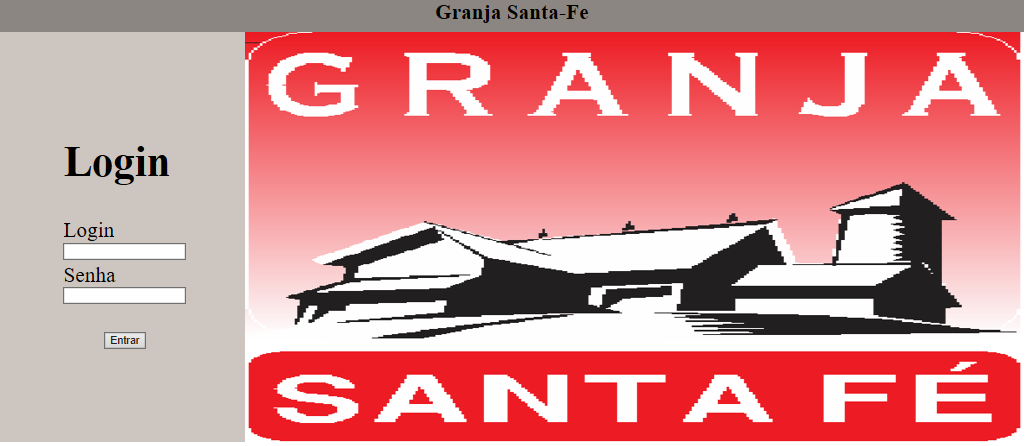 Granja Santa-Fe
Login
Login
Senha
Entrar
GRANJA
SANTA FÉ